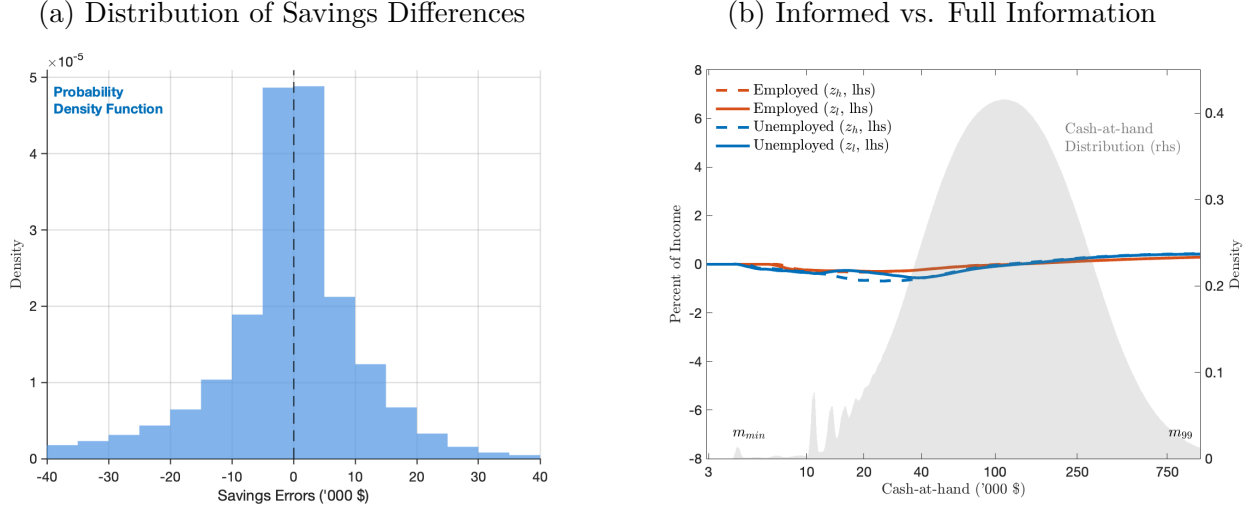 (a) Distribution of Savings Differences
×10⁻⁵
5
4
3
2
1
0
Density
Probability
Density Function
-40
-30
-20
-10
0
10
20
30
40
Savings Errors ('000 $)
(b) Informed vs. Full Information
8
6
4
2
0
-2
-4
-6
-8
Percent of Income
Employed (z_h, lhs)
Employed (z_l, lhs)
Unemployed (z_h, lhs)
Unemployed (z_l, lhs)
Cash-at-hand
Distribution (rhs)
m_min
m_99
0.4
0.3
0.2
0.1
0
Density
3
10
20
40
100
250
750
Cash-at-hand ('000 $)